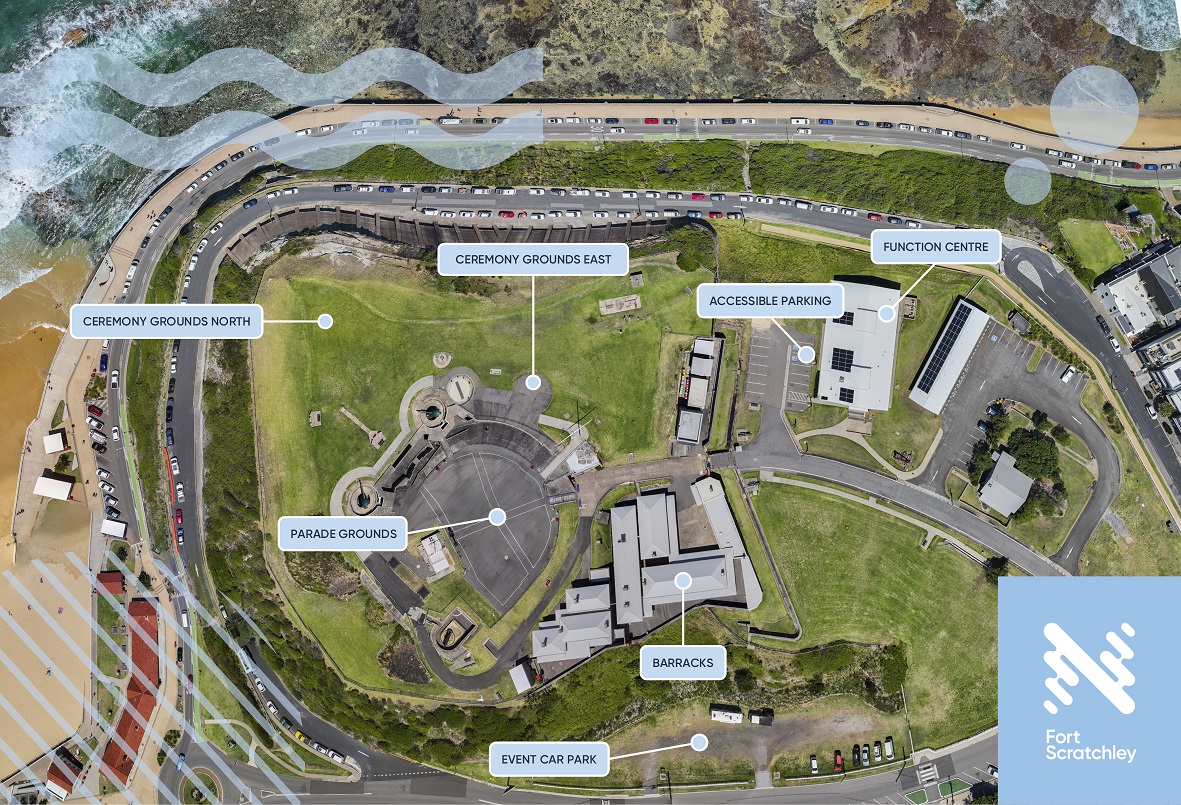 FUNCTION CENTRE
CEREMONY GROUNDS EAST
ACCESSIBLE PARKING
CEREMONY GROUNDS NORTH
PARADE GROUNDS
BARRACKS
EVENT CAR PARK
Fort
Scratchley